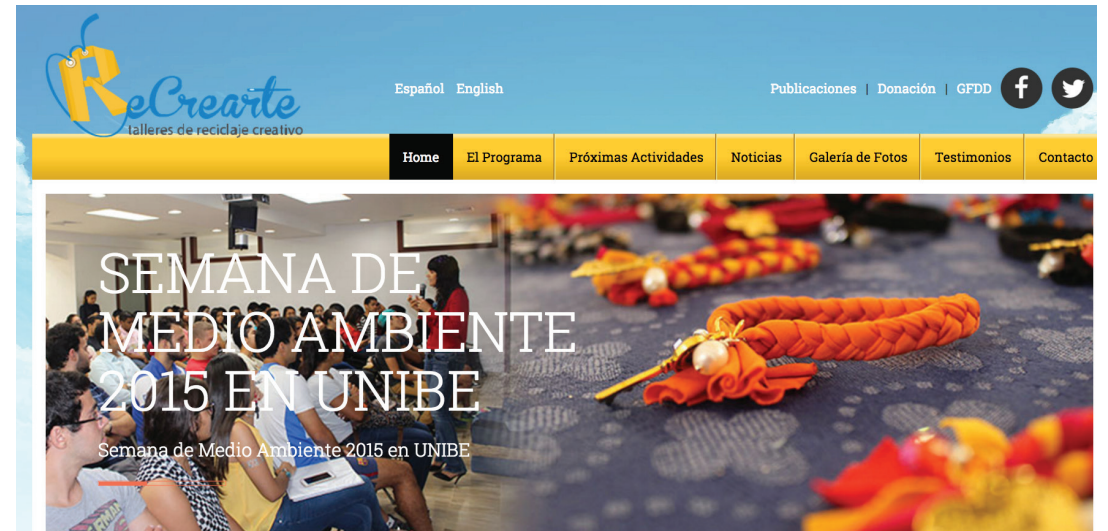 ReCrearte
talleres de reciclaje creativo
Español English
Publicaciones | Donación | GFDD
Home El Programa Próximas Actividades Noticias Galería de Fotos Testimonios Contacto
SEMANA DE
MEDIO AMBIENTE
2015 EN UNIBE
Semana de Medio Ambiente 2015 en UNIBE